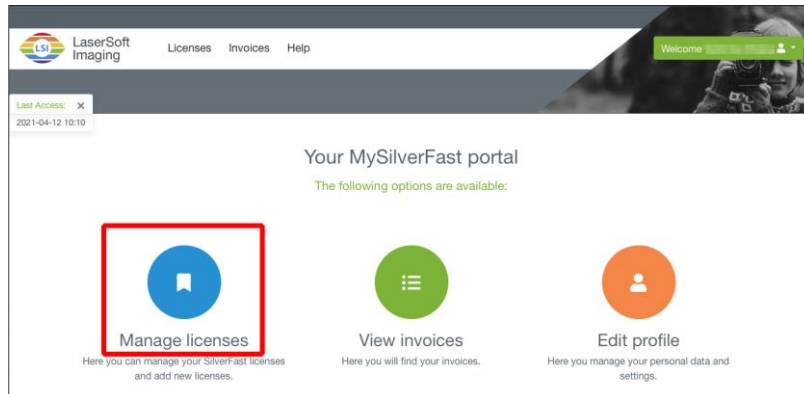 LSI
LaserSoft
Imaging
Licenses Invoices Help
Welcome
Last Access: X
2021-04-12 10:10
Your MySilverFast portal
The following options are available:
Manage licenses
Here you can manage your SilverFast licenses
and add new licenses.
View invoices
Here you will find your invoices.
Edit profile
Here you manage your personal data and
settings.